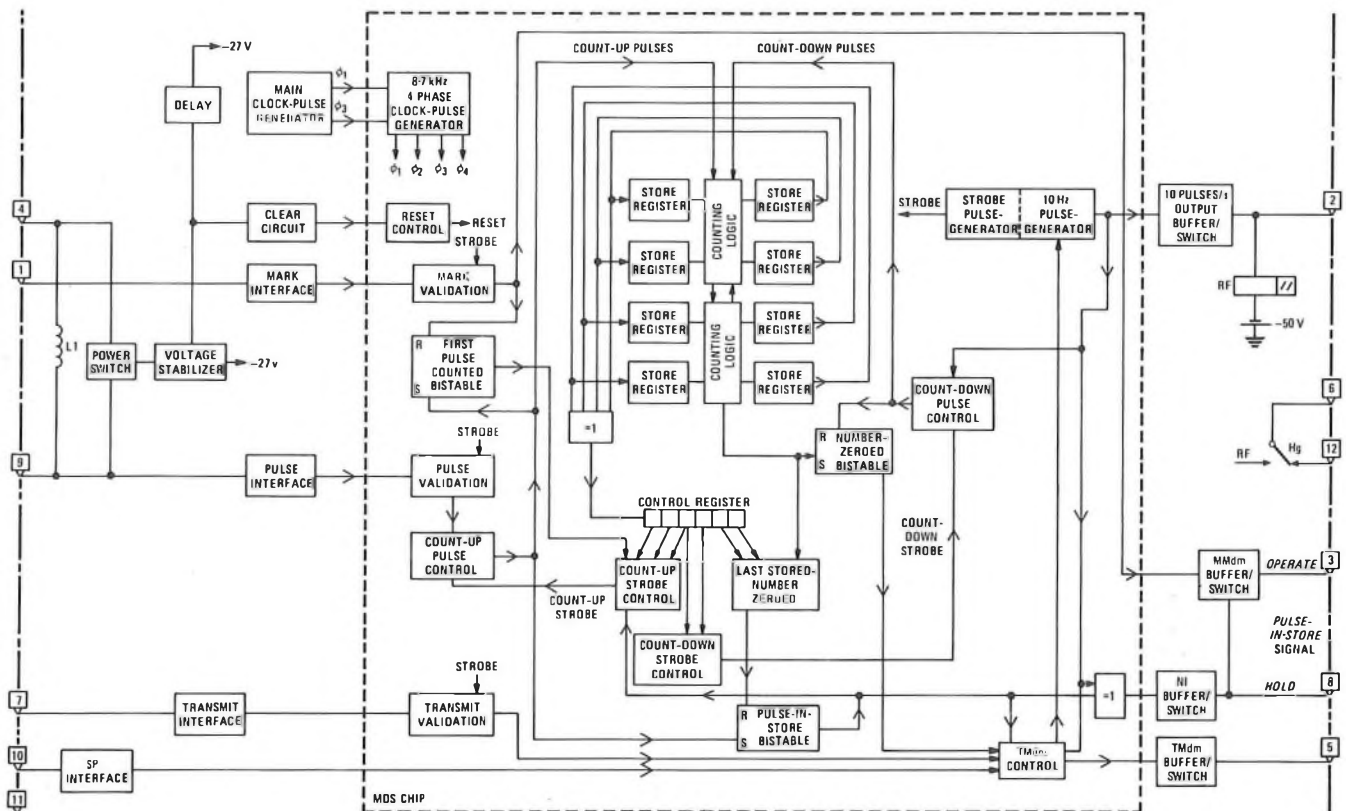 −27 V
COUNT-UP PULSES
COUNT-DOWN PULSES
DELAY
MAIN
CLOCK-PULSE
GENERATOR
ϕ1
ϕ3
8·7 kHz
4 PHASE
CLOCK-PULSE
GENERATOR
ϕ1 ϕ2 ϕ3 ϕ4
4
CLEAR
CIRCUIT
RESET
CONTROL
RESET
STROBE
STORE
REGISTER
COUNTING
LOGIC
STORE
REGISTER
STROBE
STROBE
PULSE-
GENERATOR
10 Hz
PULSE-
GENERATOR
10 PULSES/s
OUTPUT
BUFFER/
SWITCH
2
1
MARK
INTERFACE
MARK
VALIDATION
STORE
REGISTER
STORE
REGISTER
RF
−50 V
L1
POWER
SWITCH
VOLTAGE
STABILIZER
−27v
R
S
FIRST
PULSE
COUNTED
BISTABLE
STORE
REGISTER
COUNTING
LOGIC
STORE
REGISTER
STORE
REGISTER
STORE
REGISTER
COUNT-DOWN
PULSE
CONTROL
6
=1
R
S
NUMBER-
ZEROED
BISTABLE
RF
Hg
12
9
STROBE
PULSE
INTERFACE
PULSE
VALIDATION
CONTROL REGISTER
COUNT-
DOWN
STROBE
COUNT-UP
PULSE
CONTROL
COUNT-UP
STROBE
COUNT-UP
STROBE
CONTROL
LAST STORED-
NUMBER
ZEROED
MMdm
BUFFER/
SWITCH
OPERATE
3
COUNT-DOWN
STROBE
CONTROL
PULSE-
IN-STORE
SIGNAL
STROBE
7
TRANSMIT
INTERFACE
TRANSMIT
VALIDATION
R
S
PULSE-IN-
STORE
BISTABLE
=1
NI
BUFFER/
SWITCH
HOLD
8
10
SP
INTERFACE
TMdm
CONTROL
TMdm
BUFFER/
SWITCH
5
11
MOS CHIP